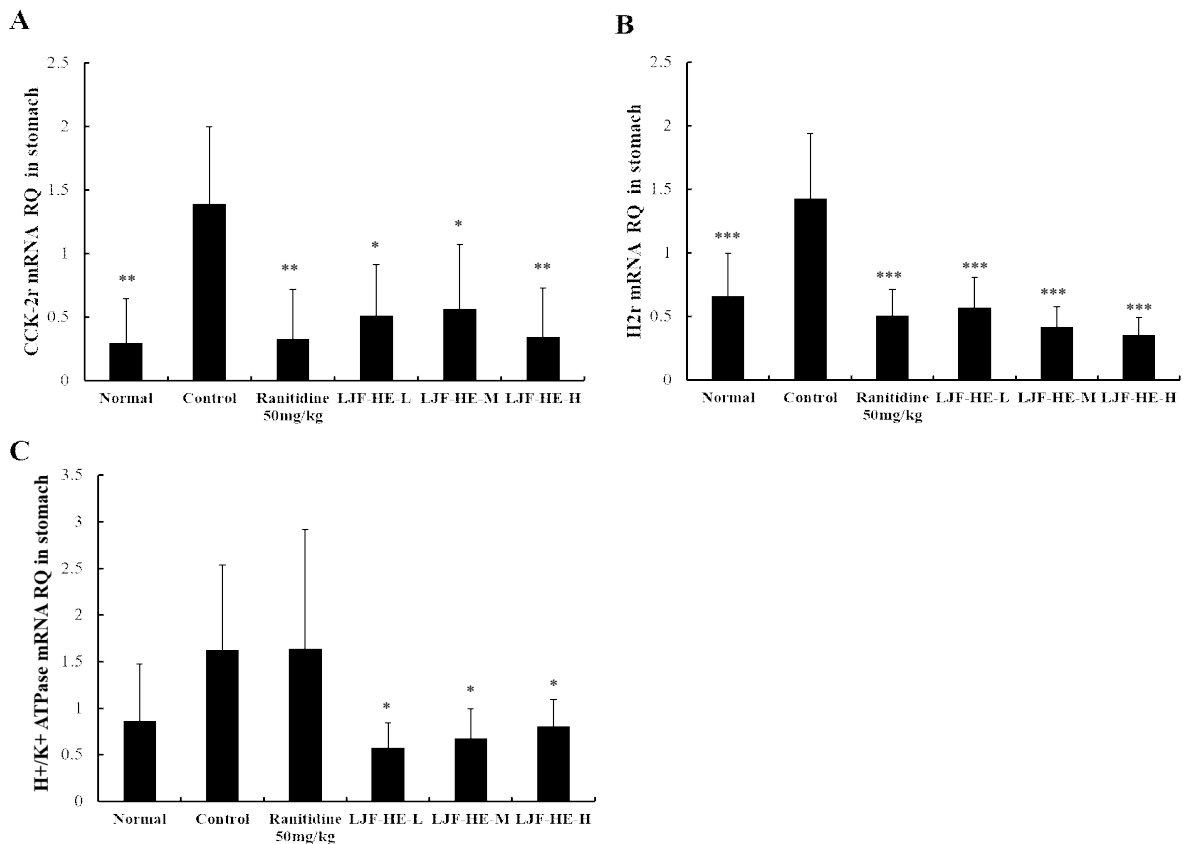 A
CCK-2r mRNA RQ in stomach
2.5
2
1.5
1
0.5
0
**
**
*
*
**
Normal Control Ranitidine LJF-HE-L LJF-HE-M LJF-HE-H
50mg/kg
B
H2r mRNA RQ in stomach
2.5
2
1.5
1
0.5
0
***
***
***
***
***
Normal Control Ranitidine LJF-HE-L LJF-HE-M LJF-HE-H
50mg/kg
C
H+/K+ ATPase mRNA RQ in stomach
3.5
3
2.5
2
1.5
1
0.5
0
*
*
*
Normal Control Ranitidine LJF-HE-L LJF-HE-M LJF-HE-H
50mg/kg